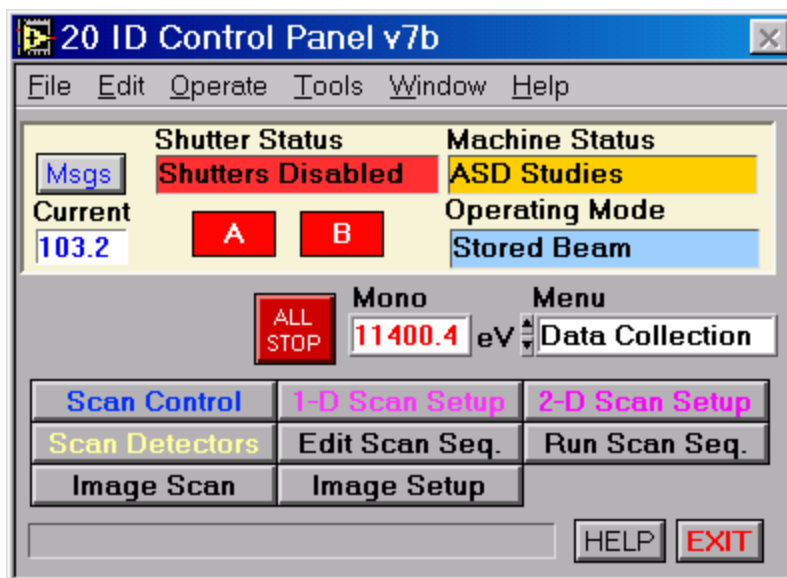 20 ID Control Panel v7b
File Edit Operate Tools Window Help
Shutter Status Machine Status
Msgs Shutters Disabled ASD Studies
Current A B Operating Mode
103.2 Stored Beam
ALL STOP Mono Menu
11400.4 eV Data Collection
Scan Control 1-D Scan Setup 2-D Scan Setup
Scan Detectors Edit Scan Seq. Run Scan Seq.
Image Scan Image Setup
HELP EXIT